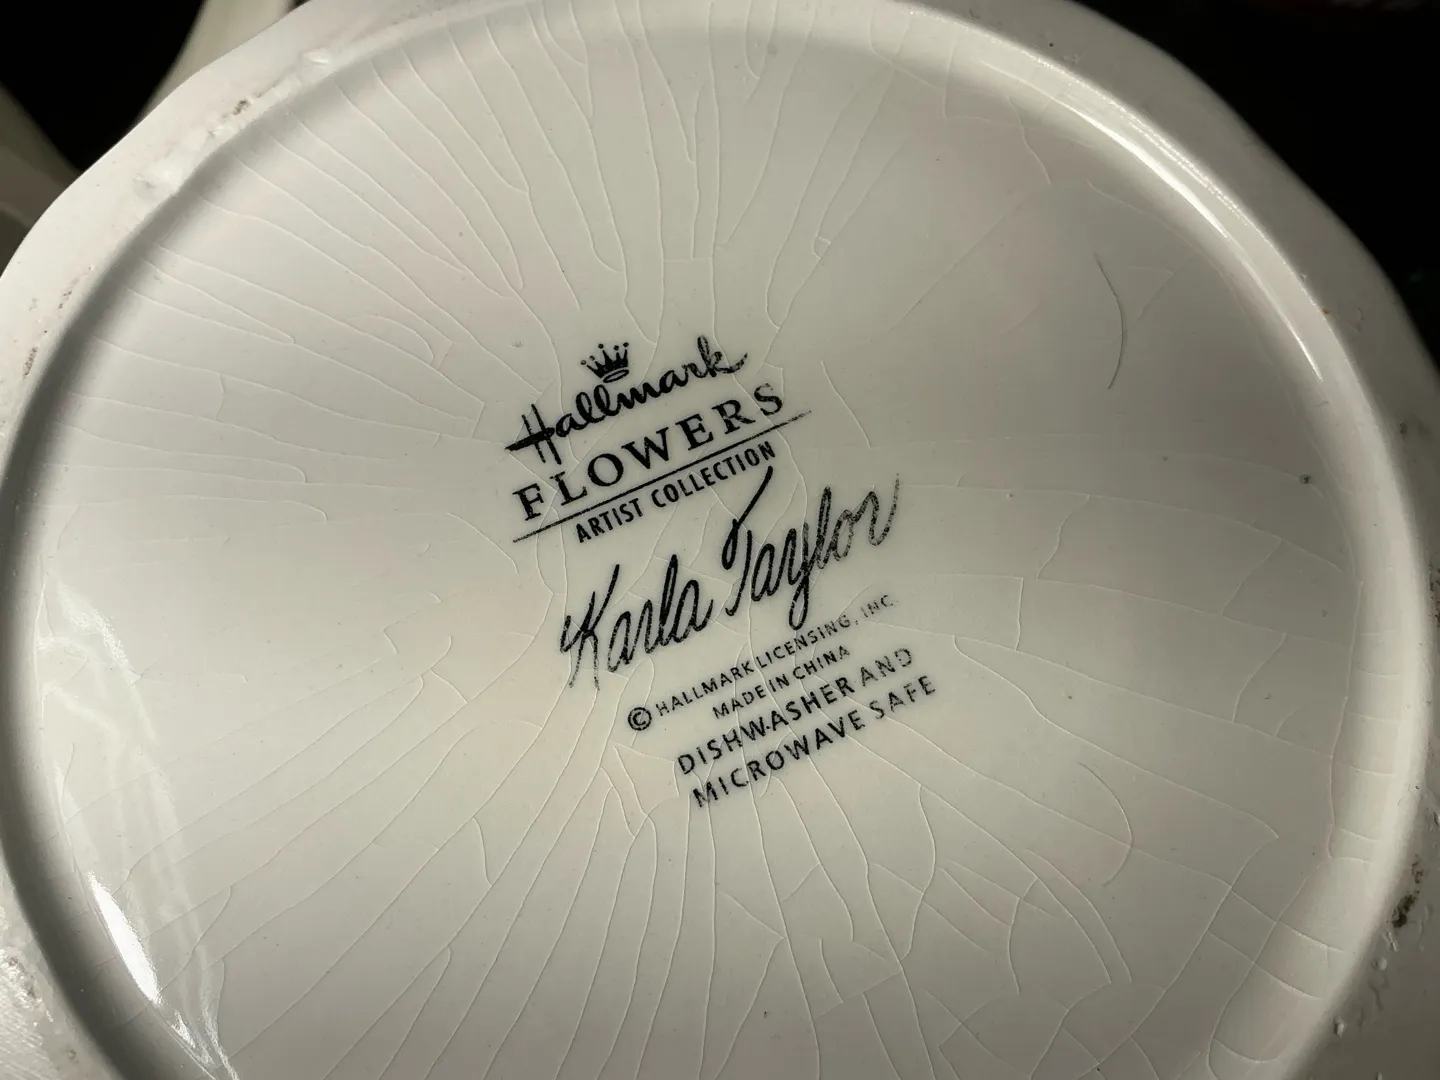 Hallmark
FLOWERS
ARTIST COLLECTION
Karla Taylor
© HALLMARK LICENSING, INC.
MADE IN CHINA
DISHWASHER AND
MICROWAVE SAFE